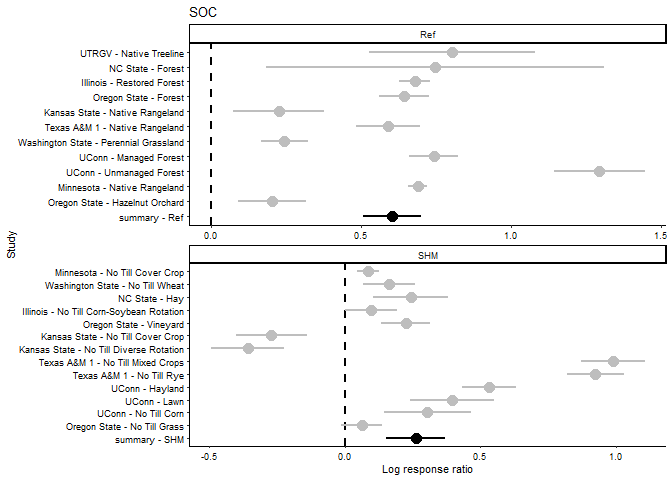 SOC
Ref
UTRGV - Native Treeline
NC State - Forest
Illinois - Restored Forest
Oregon State - Forest
Kansas State - Native Rangeland
Texas A&M 1 - Native Rangeland
Washington State - Perennial Grassland
UConn - Managed Forest
UConn - Unmanaged Forest
Minnesota - Native Rangeland
Oregon State - Hazelnut Orchard
summary - Ref
0.0 0.5 1.0 1.5
Study
SHM
Minnesota - No Till Cover Crop
Washington State - No Till Wheat
NC State - Hay
Illinois - No Till Corn-Soybean Rotation
Oregon State - Vineyard
Kansas State - No Till Cover Crop
Kansas State - No Till Diverse Rotation
Texas A&M 1 - No Till Mixed Crops
Texas A&M 1 - No Till Rye
UConn - Hayland
UConn - Lawn
UConn - No Till Corn
Oregon State - No Till Grass
summary - SHM
-0.5 0.0 0.5 1.0
Log response ratio